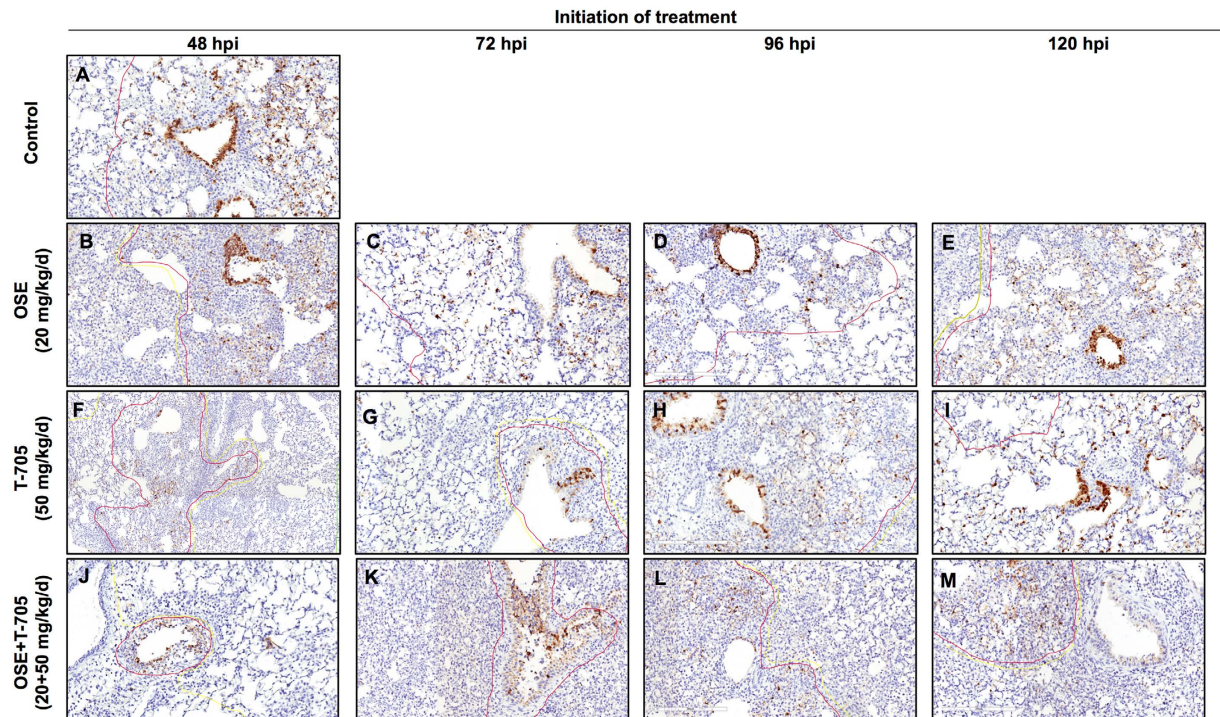 Initiation of treatment
48 hpi 72 hpi 96 hpi 120 hpi
Control
A
OSE
(20 mg/kg/d)
B C D E
T-705
(50 mg/kg/d)
F G H I
OSE+T-705
(20+50 mg/kg/d)
J K L M